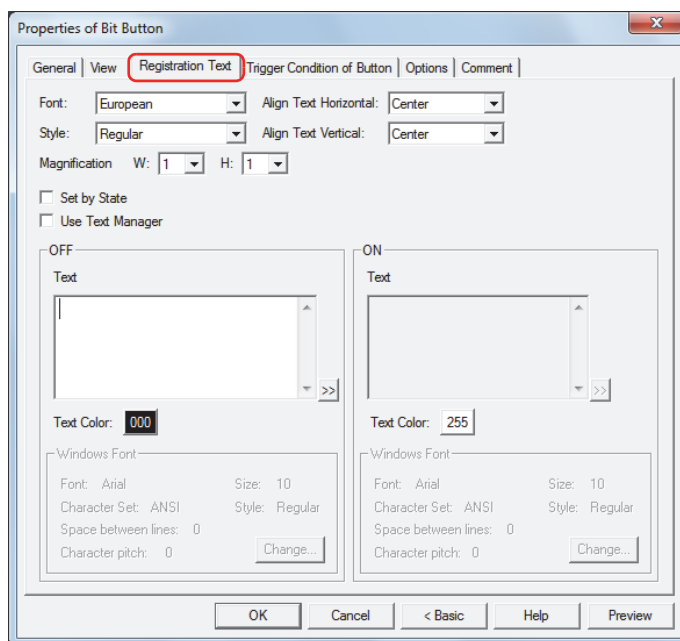 Properties of Bit Button
General View Registration Text Trigger Condition of Button Options Comment
Font: European Align Text Horizontal: Center
Style: Regular Align Text Vertical: Center
Magnification W: 1 H: 1
Set by State
Use Text Manager
OFF ON
Text Text
>> >>
Text Color: 000 Text Color: 255
Windows Font Windows Font
Font: Arial Size: 10 Font: Arial Size: 10
Character Set: ANSI Style: Regular Character Set: ANSI Style: Regular
Space between lines: 0 Space between lines: 0
Character pitch: 0 Change... Character pitch: 0 Change...
OK Cancel < Basic Help Preview